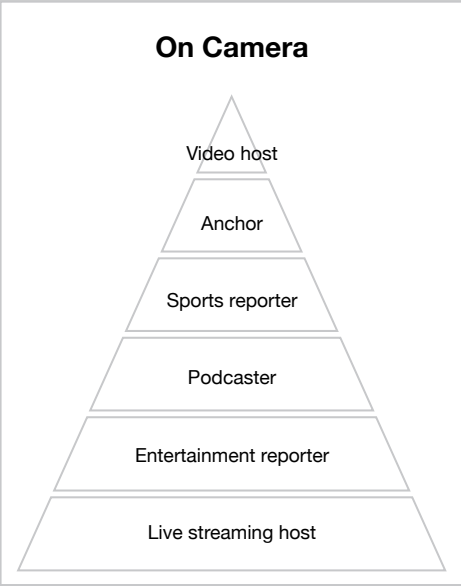 On Camera
Video host
Anchor
Sports reporter
Podcaster
Entertainment reporter
Live streaming host